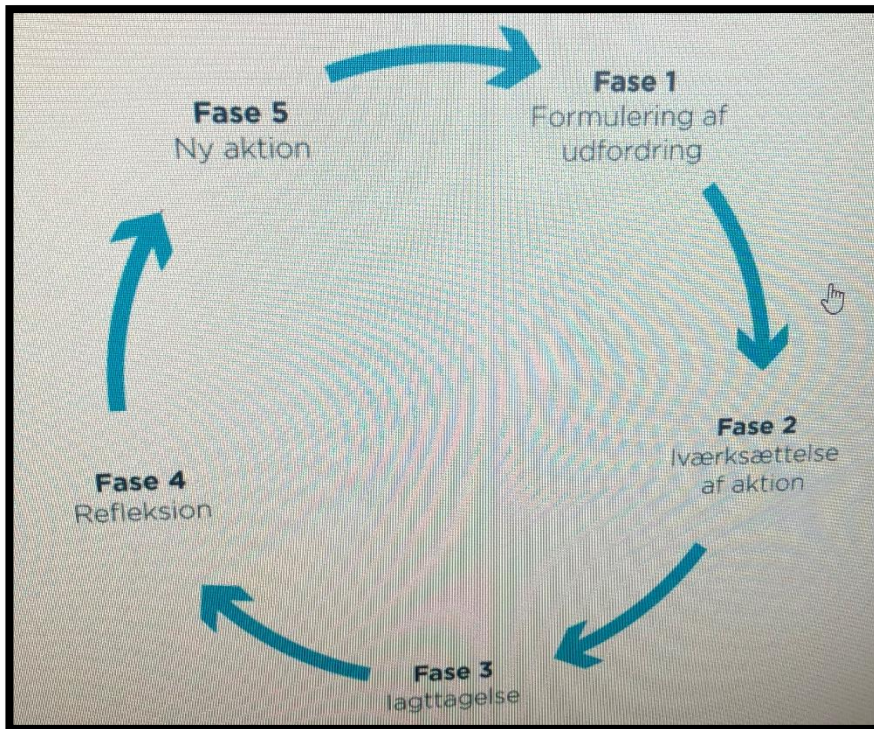 Fase 1
Formulering af
udfordring
Fase 2
Iværksættelse
af aktion
Fase 3
Iagttagelse
Fase 4
Refleksion
Fase 5
Ny aktion